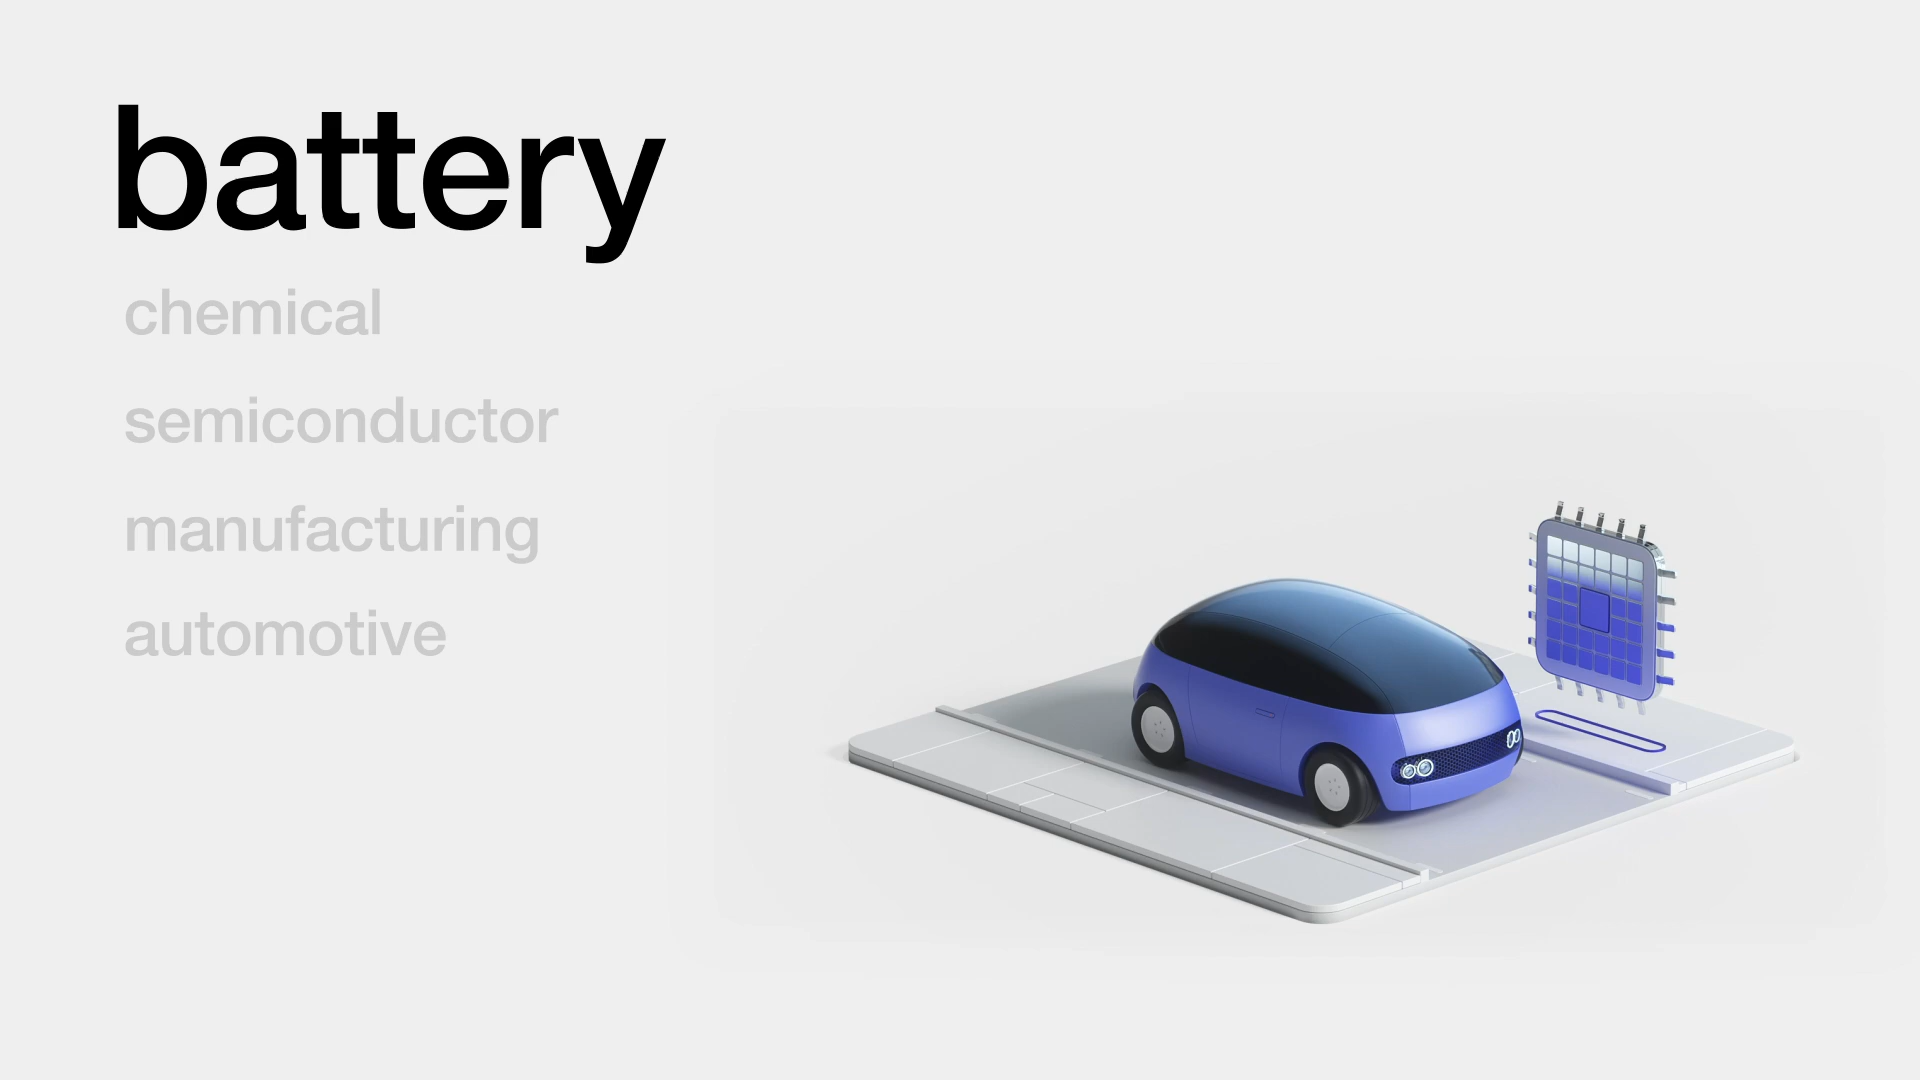 battery
chemical
semiconductor
manufacturing
automotive